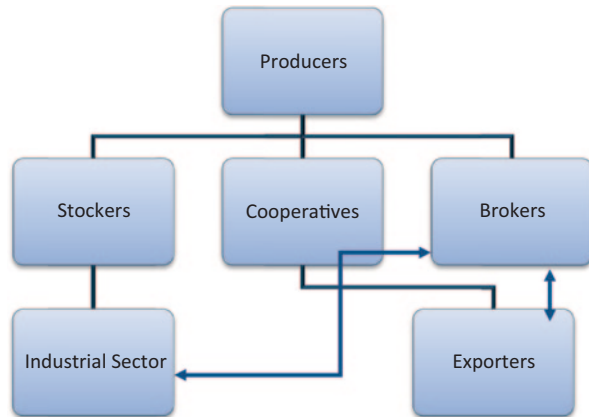 Producers
Stockers
Cooperatives
Brokers
Industrial Sector
Exporters